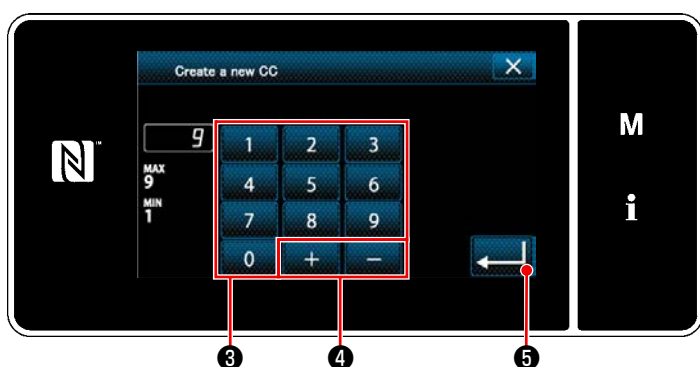 Create a new CC X
9
MAX
9
MIN
1
1 2 3
4 5 6
7 8 9
0 + −
N™
M
i
❸ ❹ ❺